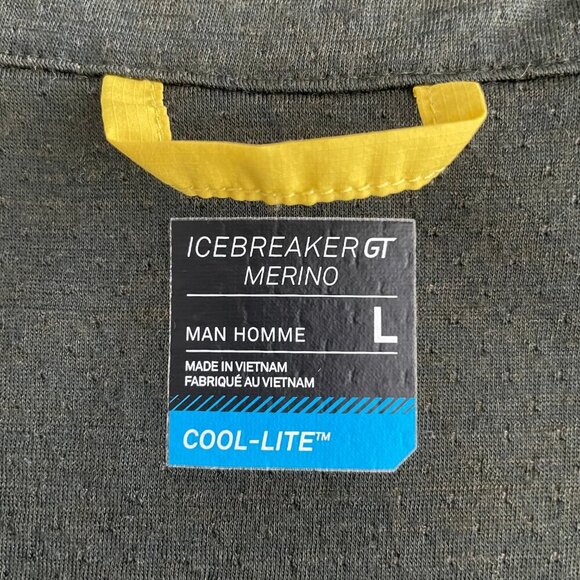 ICEBREAKER GT
MERINO
MAN HOMME L
MADE IN VIETNAM
FABRIQUÉ AU VIETNAM
COOL-LITE™